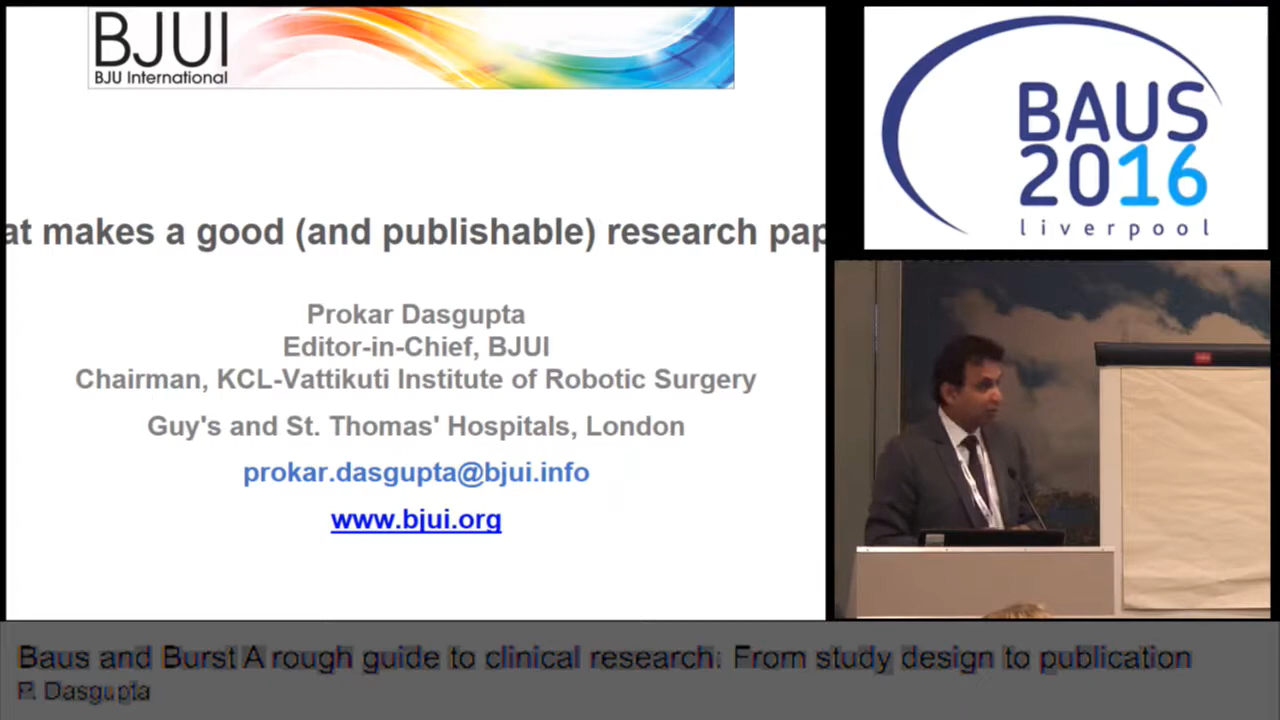 BJUI
BJU International
at makes a good (and publishable) research pap
Prokar Dasgupta
Editor-in-Chief, BJUI
Chairman, KCL-Vattikuti Institute of Robotic Surgery
Guy's and St. Thomas' Hospitals, London
prokar.dasgupta@bjui.info
www.bjui.org
BAUS
2016
liverpool
Baus and Burst A rough guide to clinical research: From study design to publication
P. Dasgupta